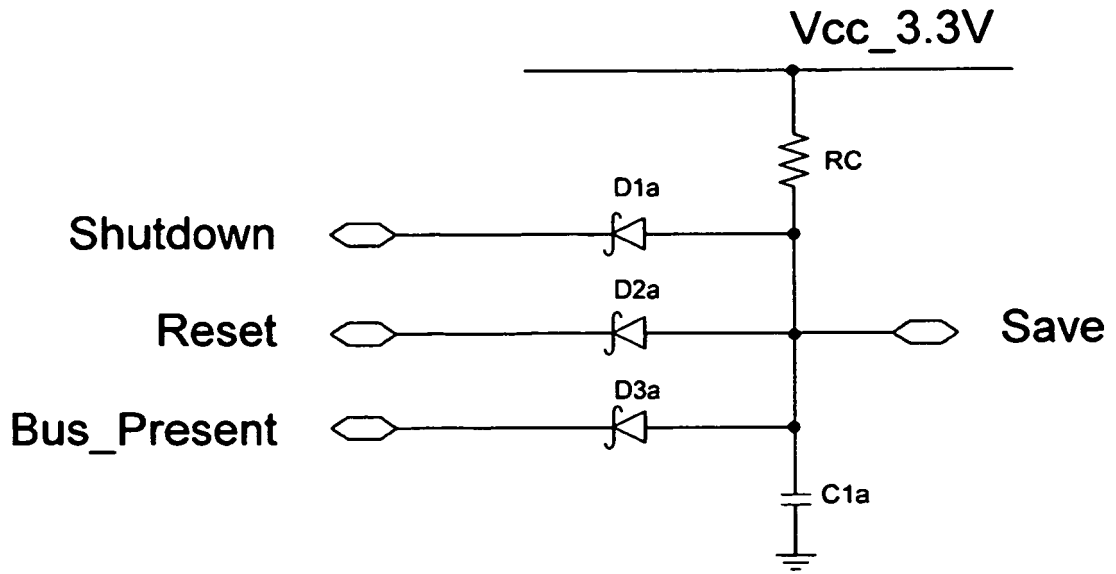 Vcc_3.3V
RC
D1a
Shutdown
D2a
Reset
Save
D3a
Bus_Present
C1a